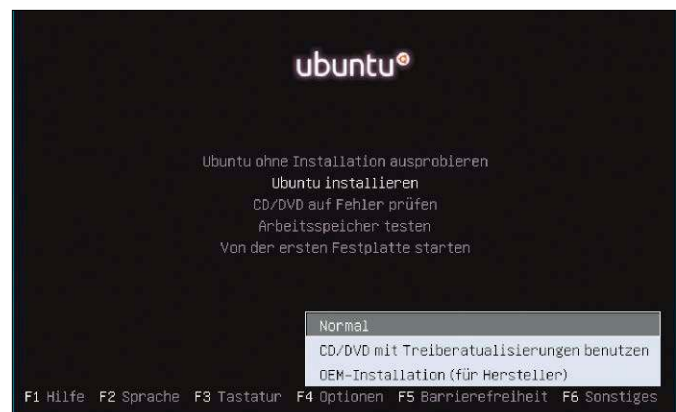 ubuntu
Ubuntu ohne Installation ausprobieren
Ubuntu installieren
CD/DVD auf Fehler prüfen
Arbeitsspeicher testen
Von der ersten Festplatte starten
Normal
CD/DVD mit Treiberatualisierungen benutzen
OEM-Installation (für Hersteller)
F1 Hilfe F2 Sprache F3 Tastatur F4 Optionen F5 Barrierefreiheit F6 Sonstiges